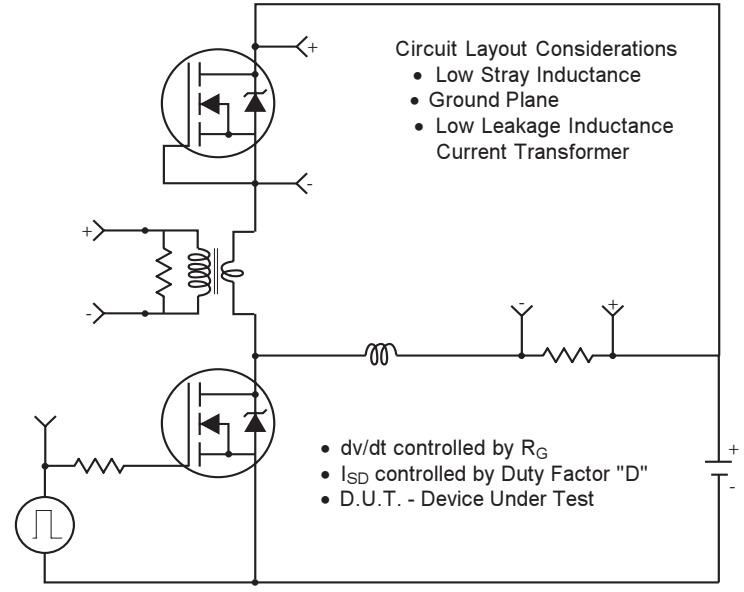 Circuit Layout Considerations
• Low Stray Inductance
• Ground Plane
• Low Leakage Inductance
Current Transformer
+
-
+
-
-
+
• dv/dt controlled by RG
• ISD controlled by Duty Factor "D"
• D.U.T. - Device Under Test
+
-